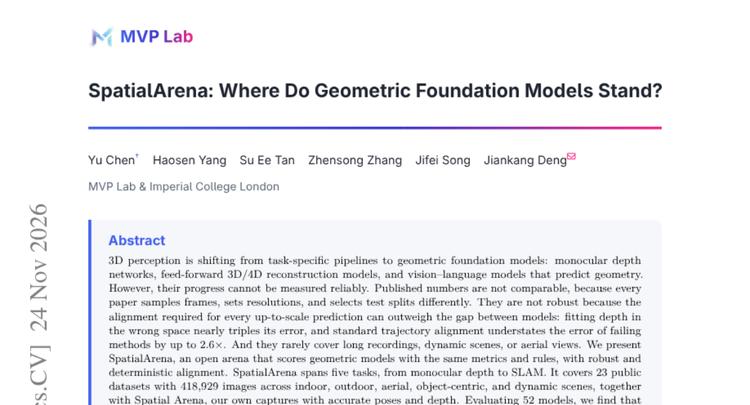 MVP Lab
SpatialArena: Where Do Geometric Foundation Models Stand?
Yu Chen† Haosen Yang Su Ee Tan Zhensong Zhang Jifei Song Jiankang Deng
MVP Lab & Imperial College London
Abstract
3D perception is shifting from task-specific pipelines to geometric foundation models: monocular depth
networks, feed-forward 3D/4D reconstruction models, and vision–language models that predict geometry.
However, their progress cannot be measured reliably. Published numbers are not comparable, because every
paper samples frames, sets resolutions, and selects test splits differently. They are not robust because the
alignment required for every up-to-scale prediction can outweigh the gap between models: fitting depth in
the wrong space nearly triples its error, and standard trajectory alignment understates the error of failing
methods by up to 2.6×. And they rarely cover long recordings, dynamic scenes, or aerial views. We present
SpatialArena, an open arena that scores geometric models with the same metrics and rules, with robust and
deterministic alignment. SpatialArena spans five tasks, from monocular depth to SLAM. It covers 23 public
datasets with 418,929 images across indoor, outdoor, aerial, object-centric, and dynamic scenes, together
with Spatial Arena, our own captures with accurate poses and depth. Evaluating 52 models, we find that
s.CV] 24 Nov 2026